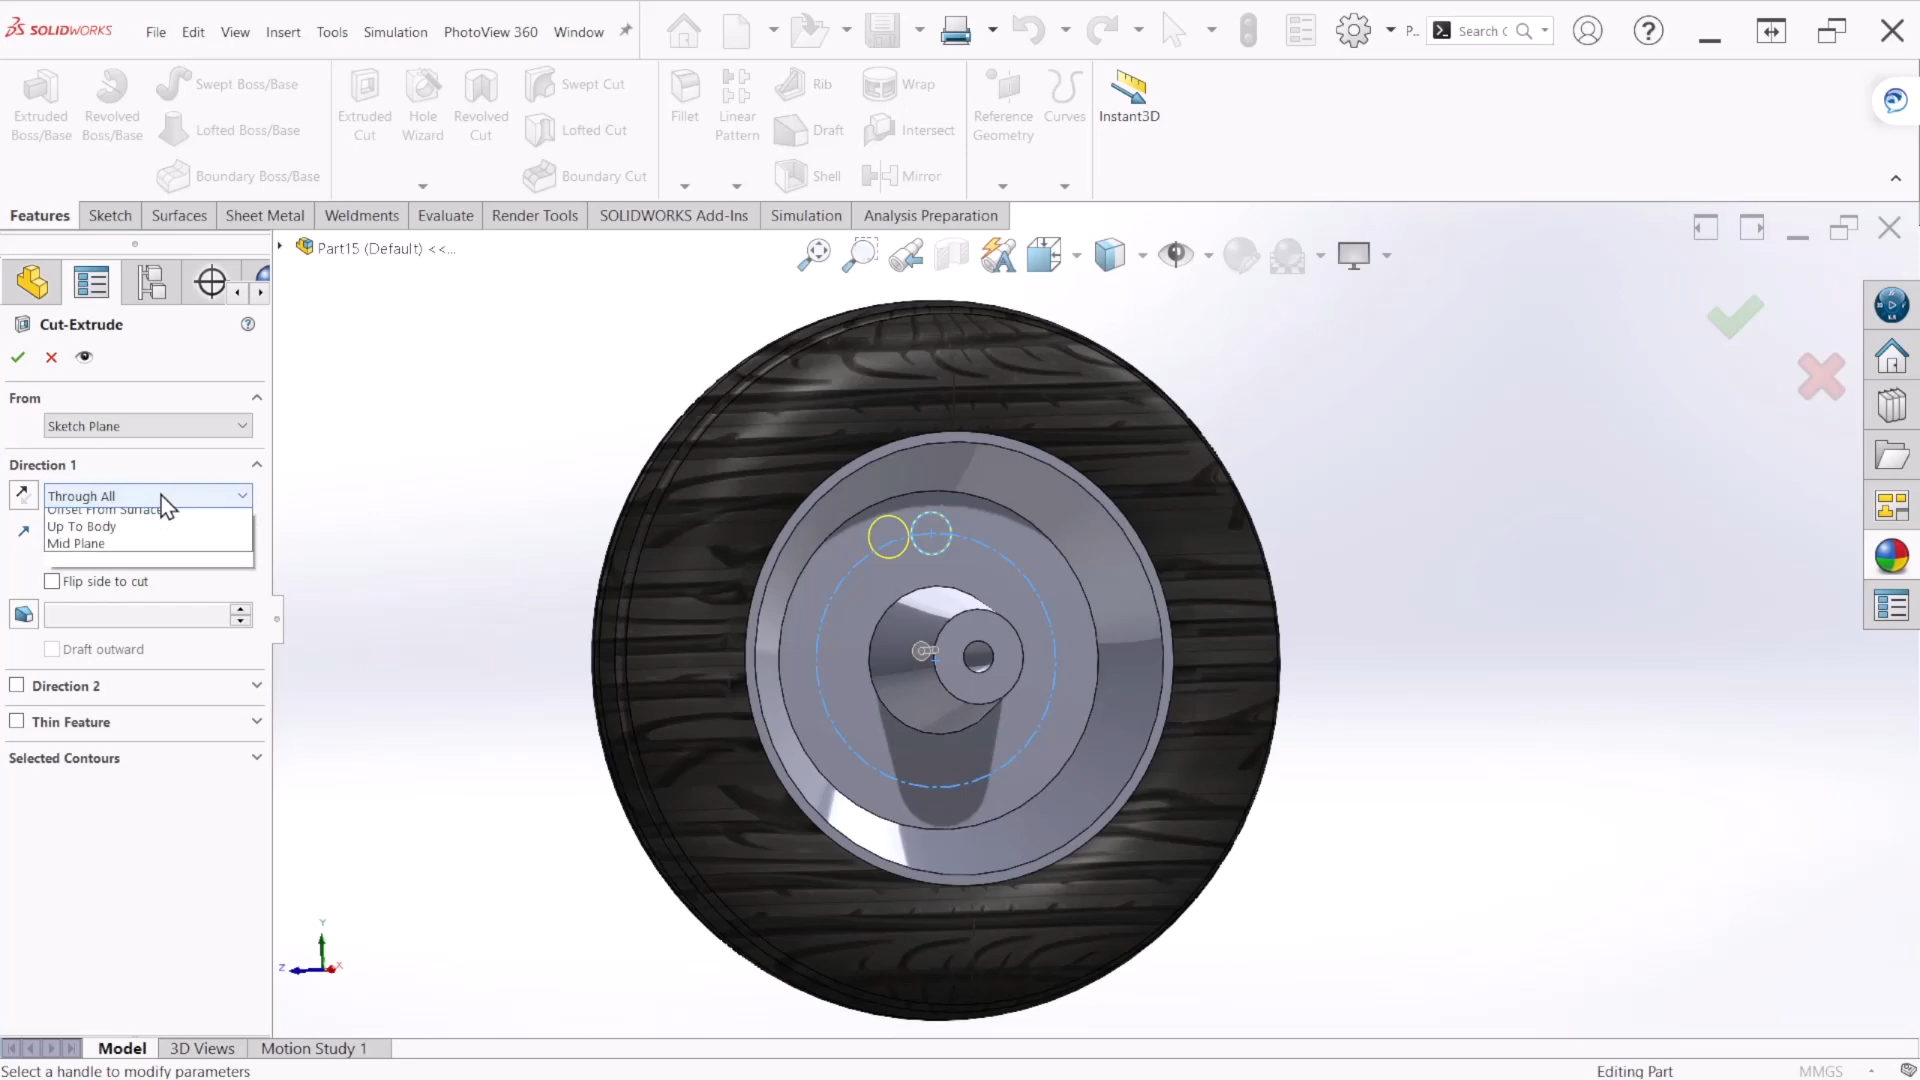 SOLIDWORKS File Edit View Insert Tools Simulation PhotoView 360 Window P... Search C
Extruded Boss/Base
Revolved Boss/Base
Swept Boss/Base
Lofted Boss/Base
Boundary Boss/Base
Extruded Cut
Hole Wizard
Revolved Cut
Swept Cut
Lofted Cut
Boundary Cut
Fillet
Linear Pattern
Rib
Draft
Shell
Wrap
Intersect
Mirror
Reference Geometry
Curves
Instant3D
Features Sketch Surfaces Sheet Metal Weldments Evaluate Render Tools SOLIDWORKS Add-Ins Simulation Analysis Preparation
Part15 (Default) <<...
Cut-Extrude
From
Sketch Plane
Direction 1
Through All
Offset From Surface
Up To Body
Mid Plane
Flip side to cut
Draft outward
Direction 2
Thin Feature
Selected Contours
Y
Z
X
Model 3D Views Motion Study 1
Select a handle to modify parameters Editing Part MMGS